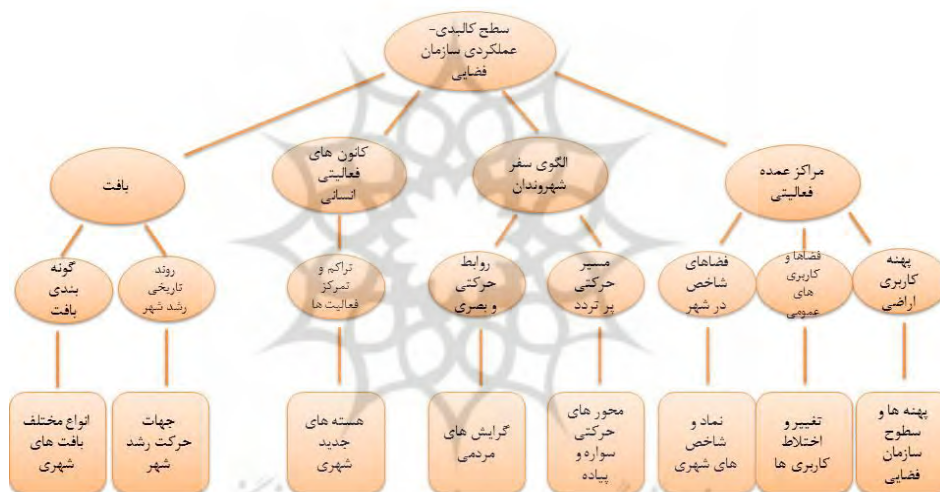 سطح کالبدی-
عملکردی سازمان
فضایی
مراکز عمده
فعالیتی
الگوی سفر
شهروندان
کانون های
فعالیتی
انسانی
بافت
پهنه
کاربری
اراضی
فضاها و
کاربری
های
عمومی
فضاهای
شاخص
در شهر
مسیر
حرکتی
پر تردد
روابط
حرکتی
و بصری
تراکم و
تمرکز
فعالیت ها
روند
تاریخی
رشد شهر
گونه
بندی
بافت
پهنه ها و
سطوح
سازمان
فضایی
تغییر و
اختلاط
کاربری ها
نماد و
شاخص
های شهری
محور های
حرکتی
سواره و
پیاده
گرایش های
مردمی
هسته های
جدید
شهری
جهات
حرکت رشد
شهر
انواع مختلف
بافت های
شهری